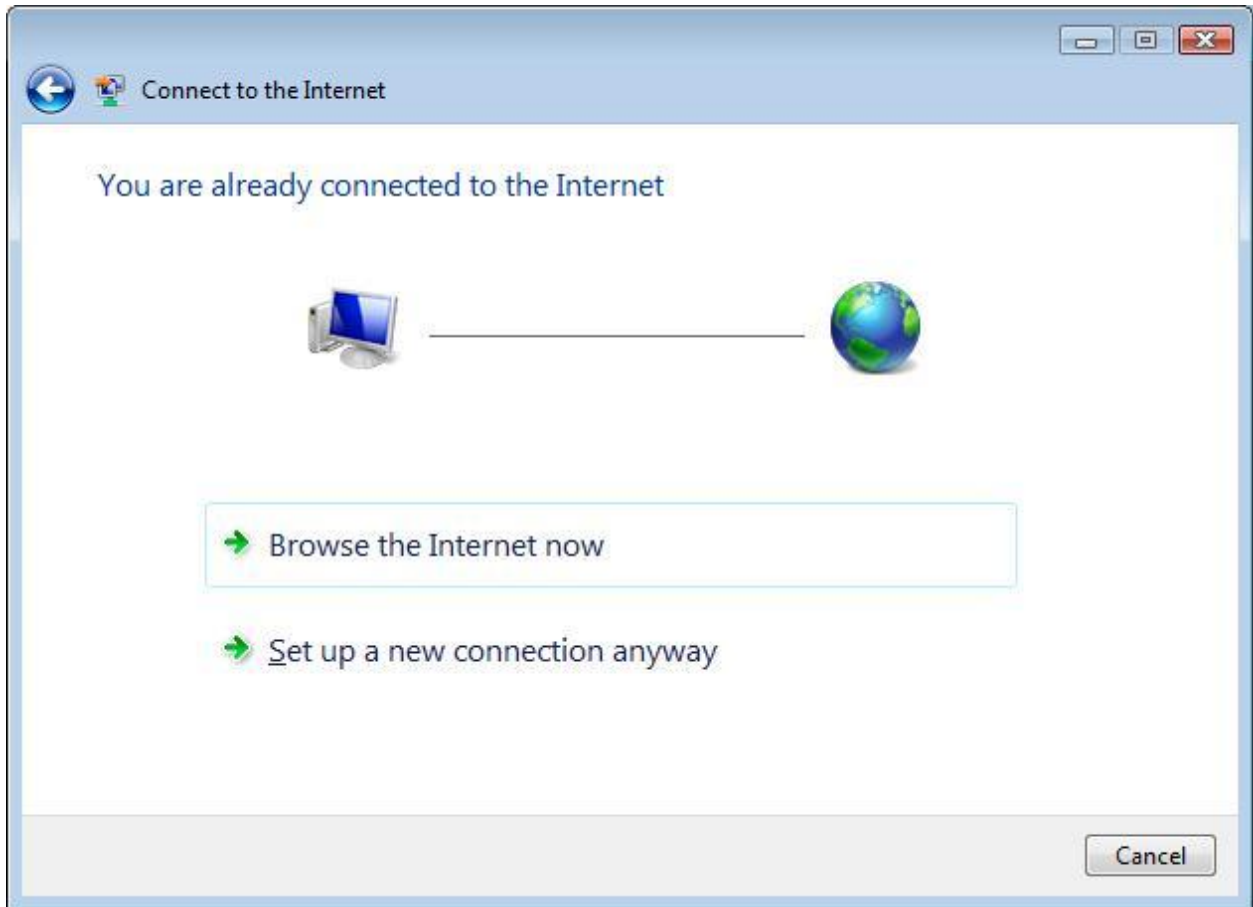 Connect to the Internet
You are already connected to the Internet
Browse the Internet now
Set up a new connection anyway
Cancel